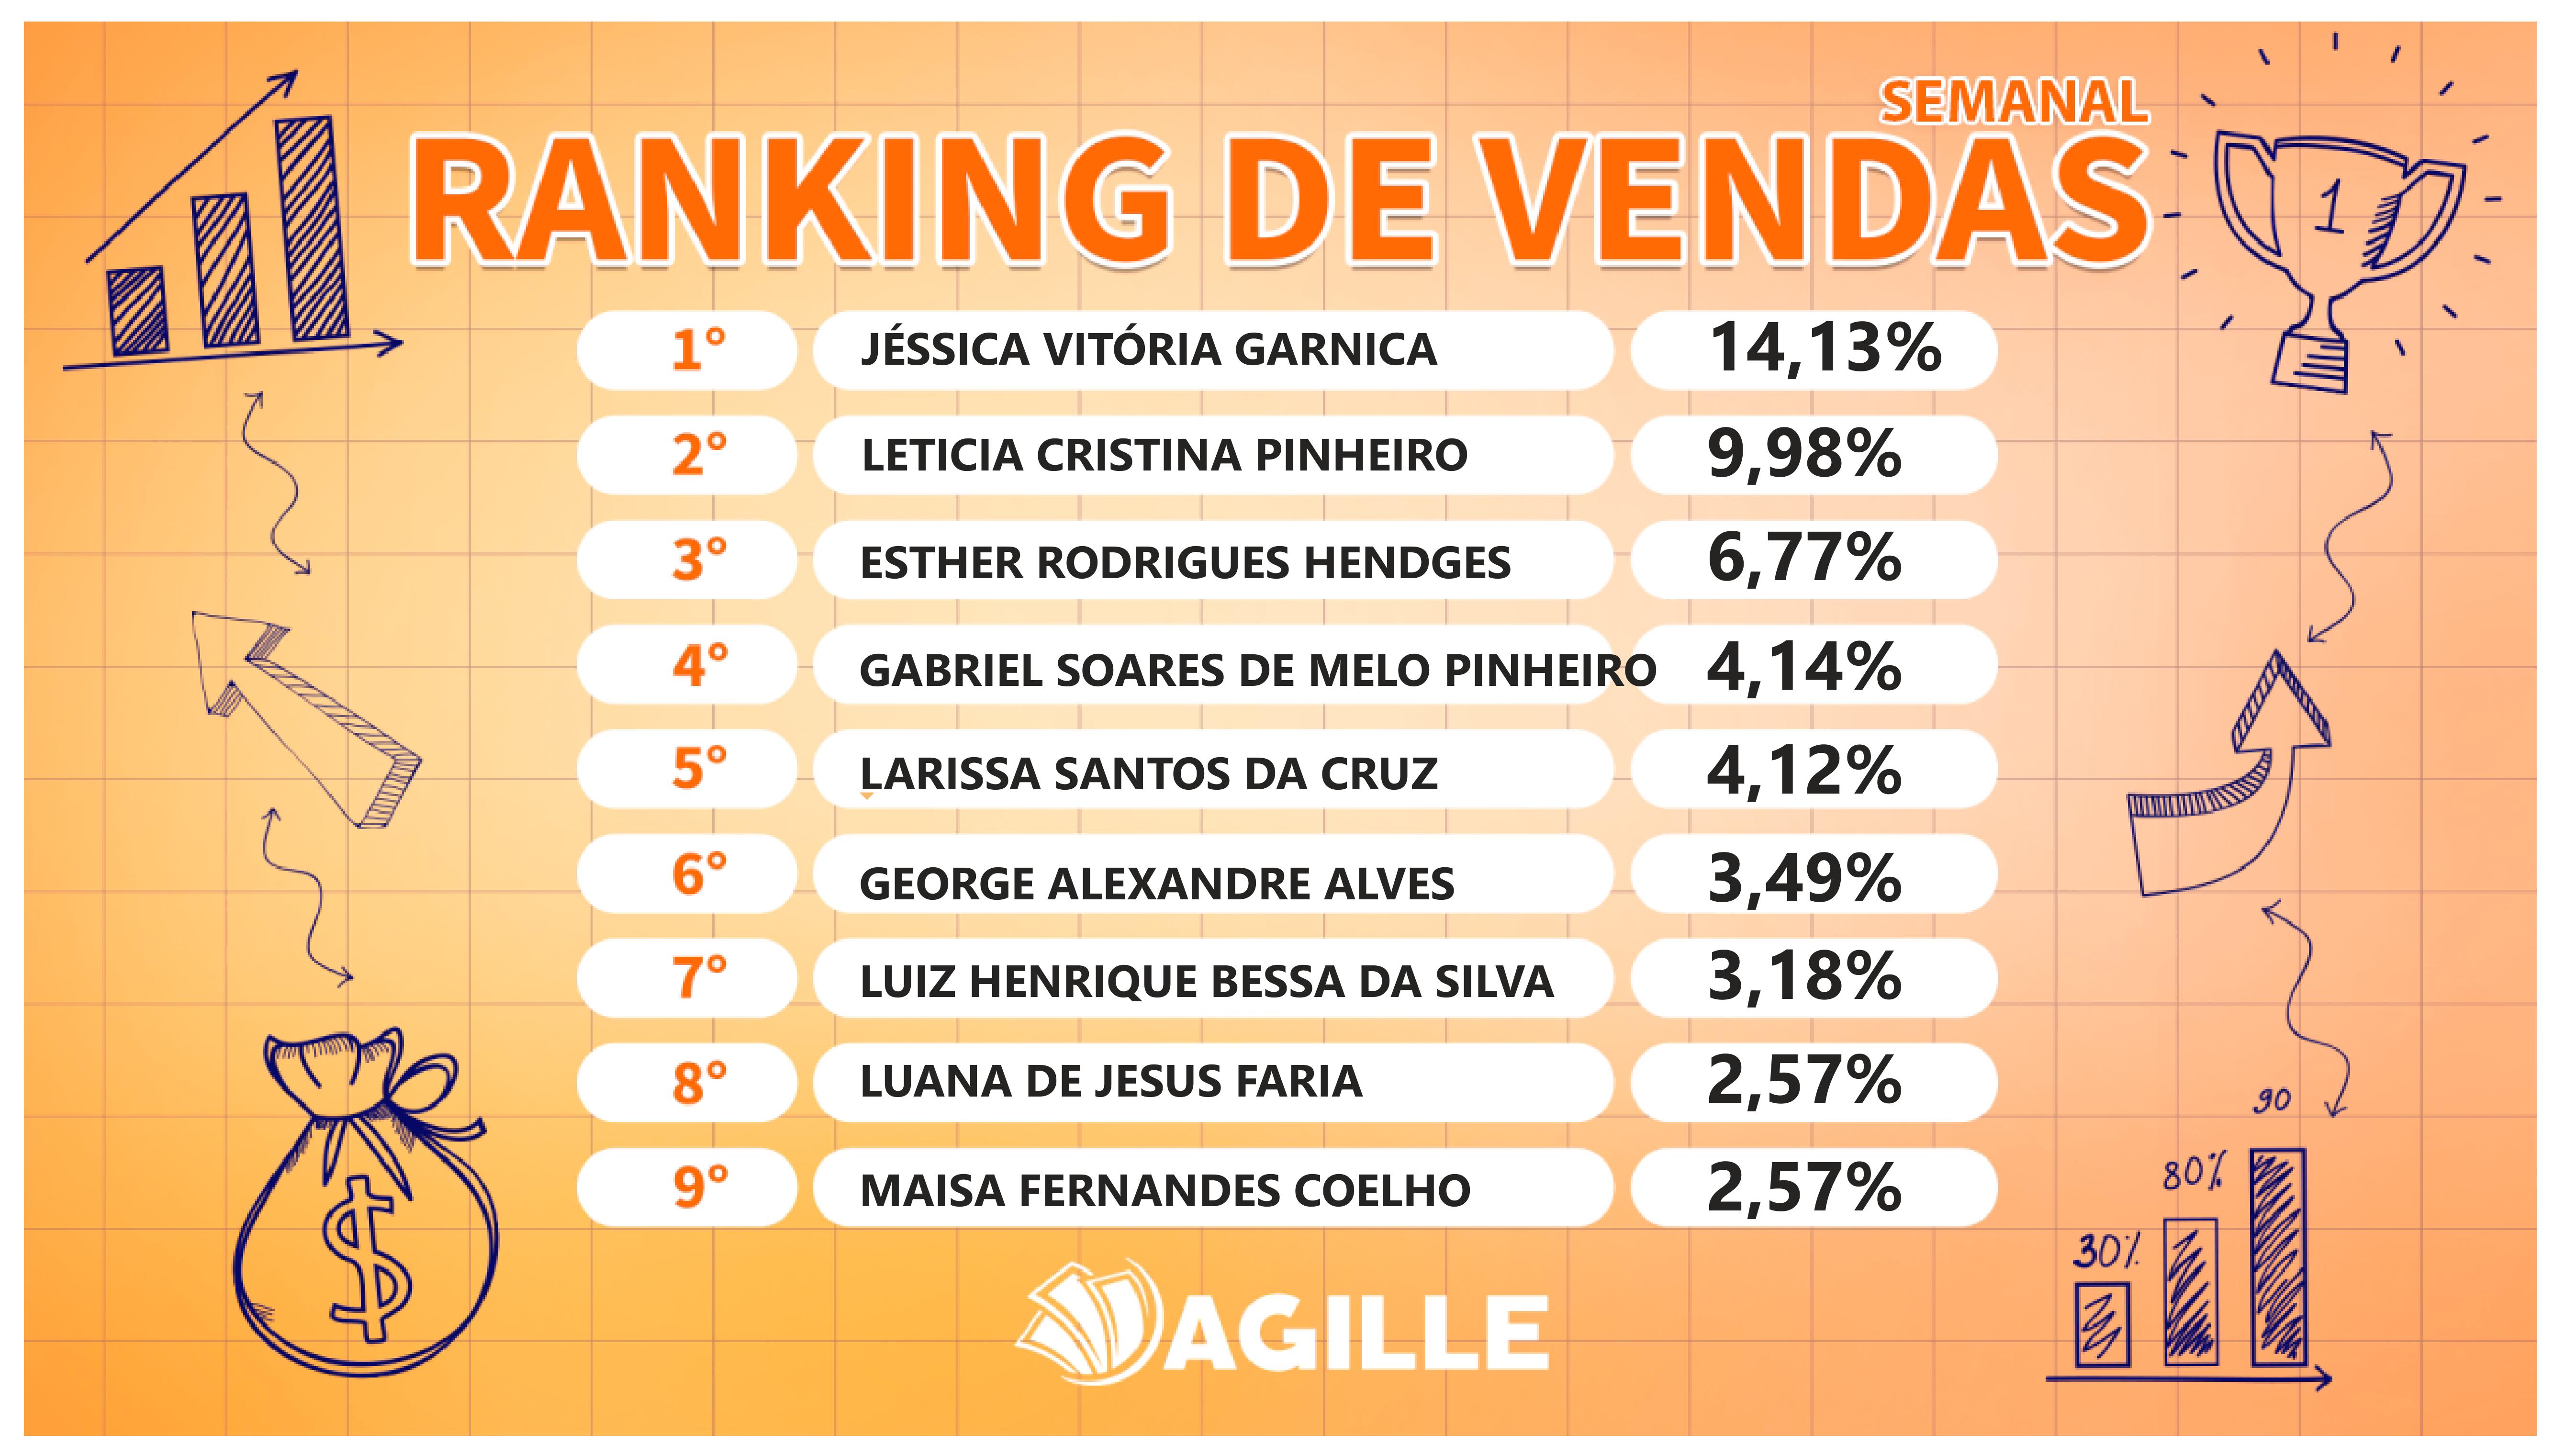 SEMANAL
RANKING DE VENDAS
1
1° JÉSSICA VITÓRIA GARNICA 14,13%
2° LETICIA CRISTINA PINHEIRO 9,98%
3° ESTHER RODRIGUES HENDGES 6,77%
4° GABRIEL SOARES DE MELO PINHEIRO 4,14%
5° LARISSA SANTOS DA CRUZ 4,12%
6° GEORGE ALEXANDRE ALVES 3,49%
7° LUIZ HENRIQUE BESSA DA SILVA 3,18%
8° LUANA DE JESUS FARIA 2,57%
9° MAISA FERNANDES COELHO 2,57%
$
30% 80% 90
AGILLE